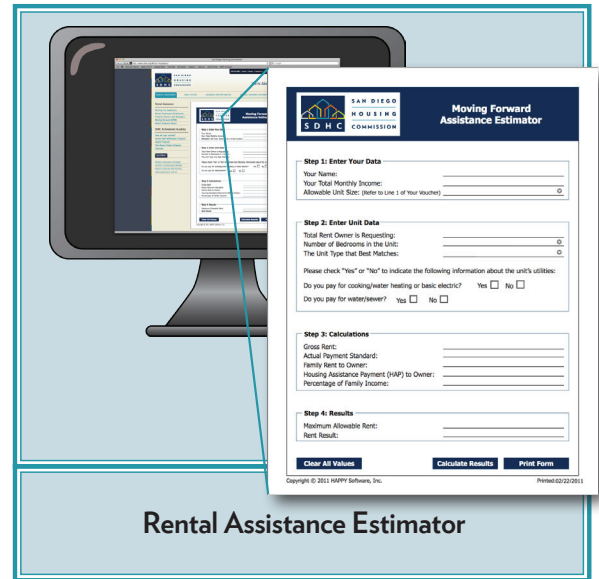 SAN DIEGO
HOUSING
SDHC COMMISSION
Moving Forward
Assistance Estimator
Step 1: Enter Your Data
Your Name:
Your Total Monthly Income:
Allowable Unit Size: (Refer to Line 1 of Your Voucher)
Step 2: Enter Unit Data
Total Rent Owner is Requesting:
Number of Bedrooms in the Unit:
The Unit Type that Best Matches:
Please check "Yes" or "No" to indicate the following information about the unit's utilities:
Do you pay for cooking/water heating or basic electric? Yes No
Do you pay for water/sewer? Yes No
Step 3: Calculations
Gross Rent:
Actual Payment Standard:
Family Rent to Owner:
Housing Assistance Payment (HAP) to Owner:
Percentage of Family Income:
Step 4: Results
Maximum Allowable Rent:
Rent Result:
Clear All Values Calculate Results Print Form
Copyright © 2011 HAPPY Software, Inc. Printed:02/22/2011
Rental Assistance Estimator